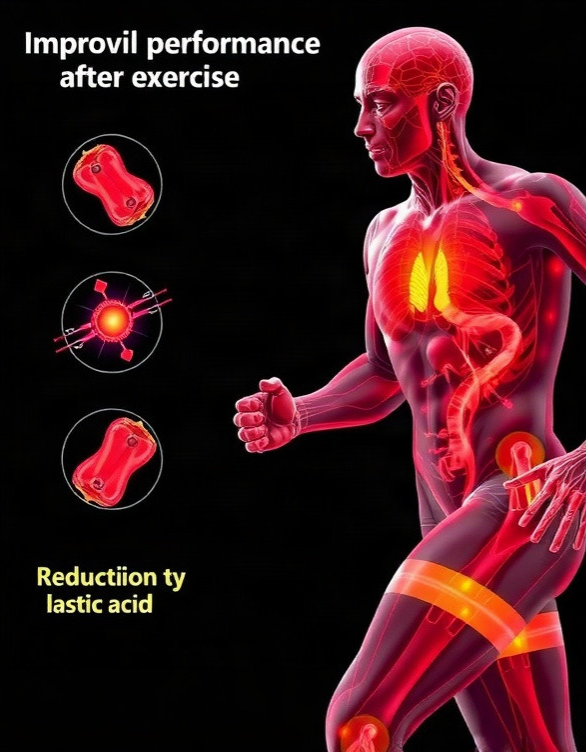 Improvil performance
after exercise
Reductiion ty
lastic acid